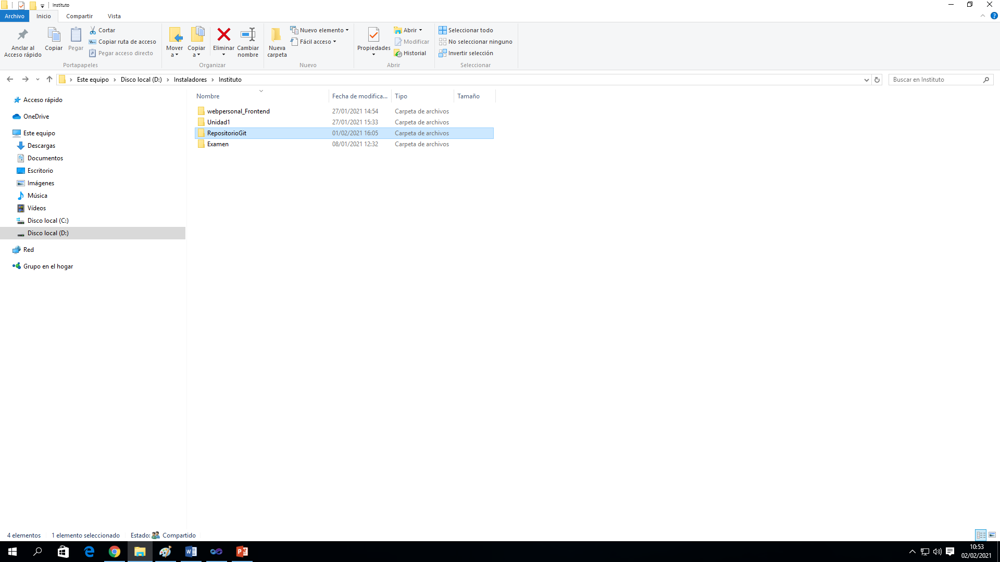 Instituto
Archivo Inicio Compartir Vista
Anclar al Acceso rápido
Copiar
Pegar
Cortar
Copiar ruta de acceso
Pegar acceso directo
Portapapeles
Mover a
Copiar a
Eliminar
Cambiar nombre
Organizar
Nueva carpeta
Nuevo elemento
Fácil acceso
Nuevo
Propiedades
Abrir
Modificar
Historial
Abrir
Seleccionar todo
No seleccionar ninguno
Invertir selección
Seleccionar
Este equipo > Disco local (D:) > Instaladores > Instituto
Buscar en Instituto
Acceso rápido
OneDrive
Este equipo
Descargas
Documentos
Escritorio
Imágenes
Música
Vídeos
Disco local (C:)
Disco local (D:)
Red
Grupo en el hogar
Nombre Fecha de modifica... Tipo Tamaño
webpersonal_Frontend 27/01/2021 14:54 Carpeta de archivos
Unidad1 27/01/2021 15:33 Carpeta de archivos
RepositorioGit 01/02/2021 16:05 Carpeta de archivos
Examen 08/01/2021 12:32 Carpeta de archivos
4 elementos 1 elemento seleccionado Estado: Compartido
10:53
02/02/2021